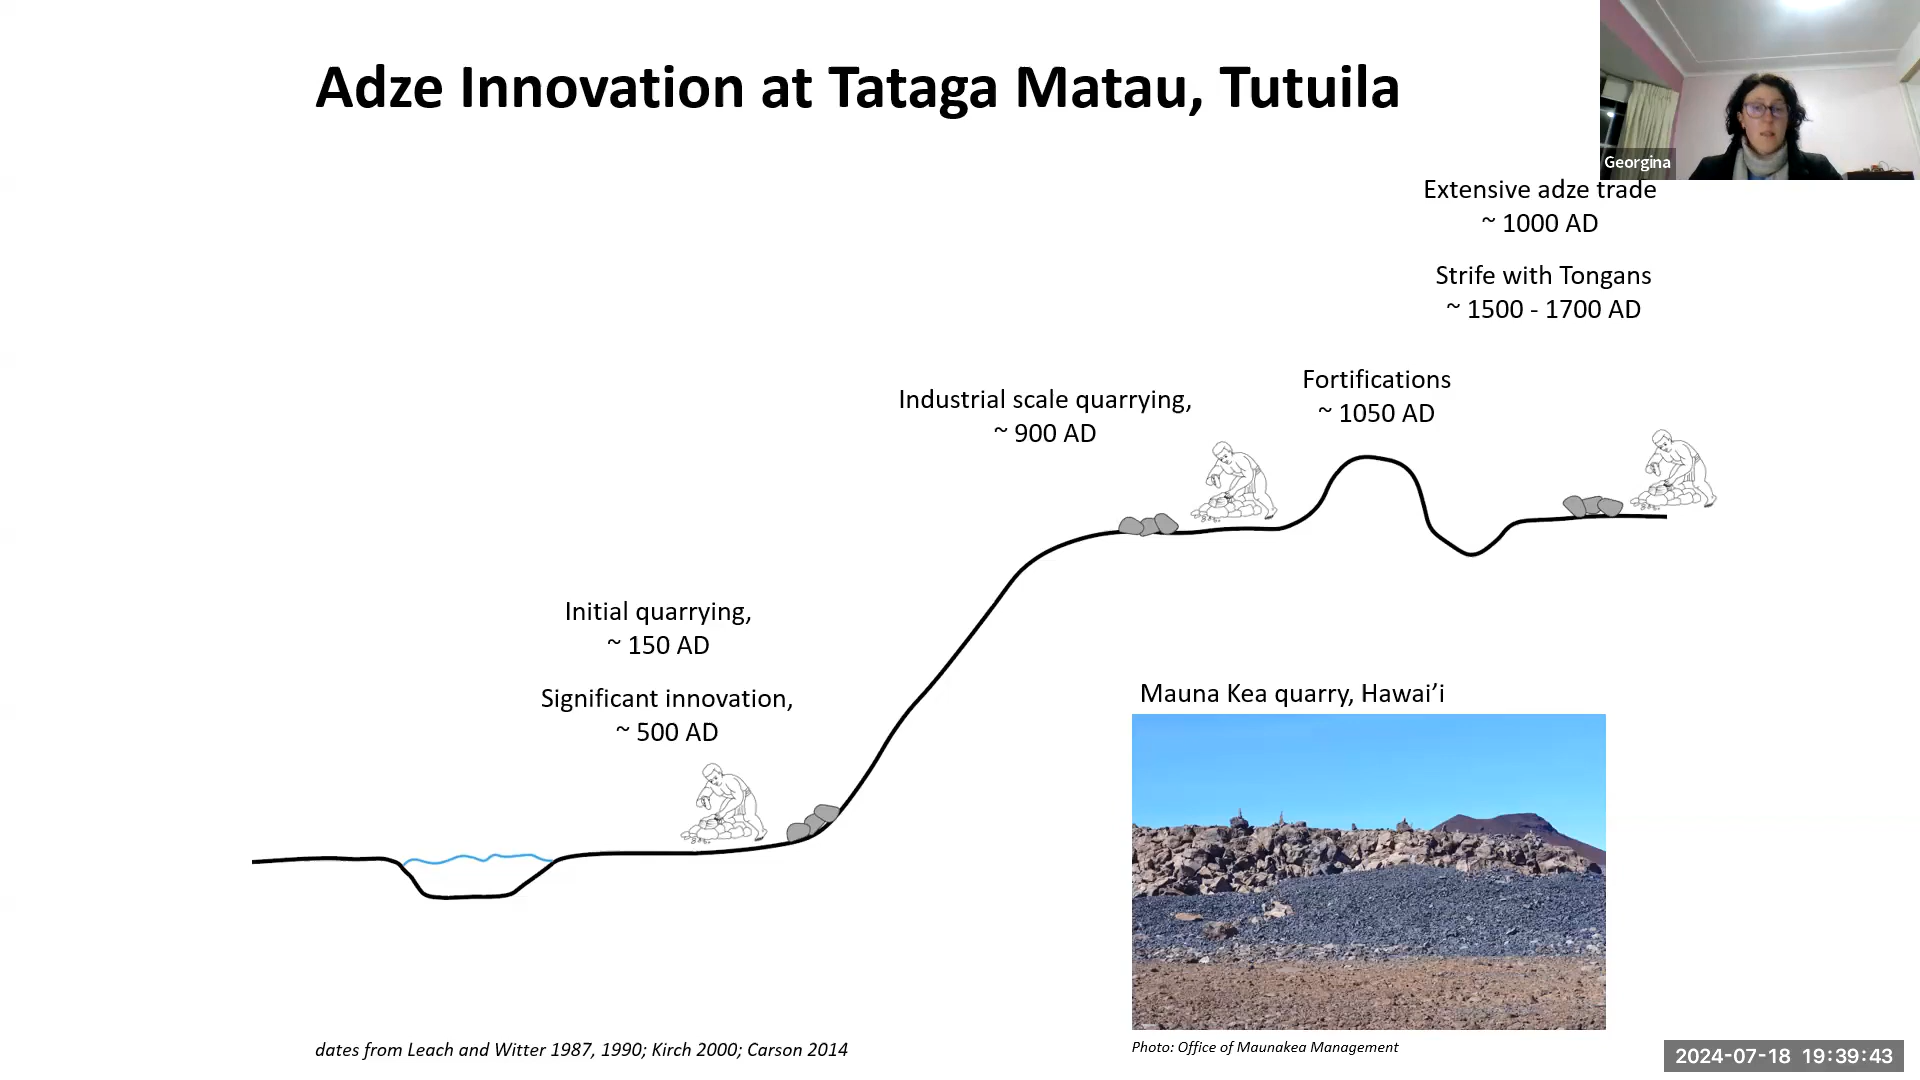 Adze Innovation at Tataga Matau, Tutuila
Georgina
Extensive adze trade
~ 1000 AD
Strife with Tongans
~ 1500 - 1700 AD
Fortifications
~ 1050 AD
Industrial scale quarrying,
~ 900 AD
Initial quarrying,
~ 150 AD
Significant innovation,
~ 500 AD
Mauna Kea quarry, Hawai’i
dates from Leach and Witter 1987, 1990; Kirch 2000; Carson 2014
Photo: Office of Maunakea Management
2024-07-18 19:39:43